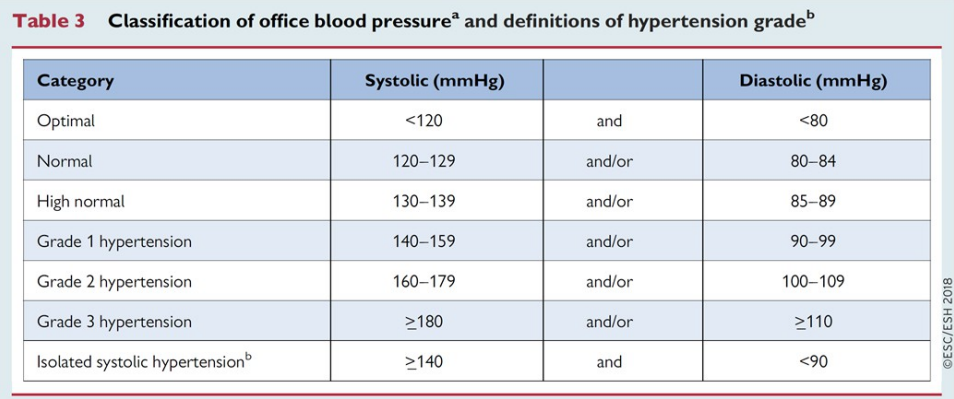 Table 3 Classification of office blood pressureᵃ and definitions of hypertension gradeᵇ
Category Systolic (mmHg) Diastolic (mmHg)
Optimal <120 and <80
Normal 120–129 and/or 80–84
High normal 130–139 and/or 85–89
Grade 1 hypertension 140–159 and/or 90–99
Grade 2 hypertension 160–179 and/or 100–109
Grade 3 hypertension ≥180 and/or ≥110
Isolated systolic hypertensionᵇ ≥140 and <90
©ESC/ESH 2018